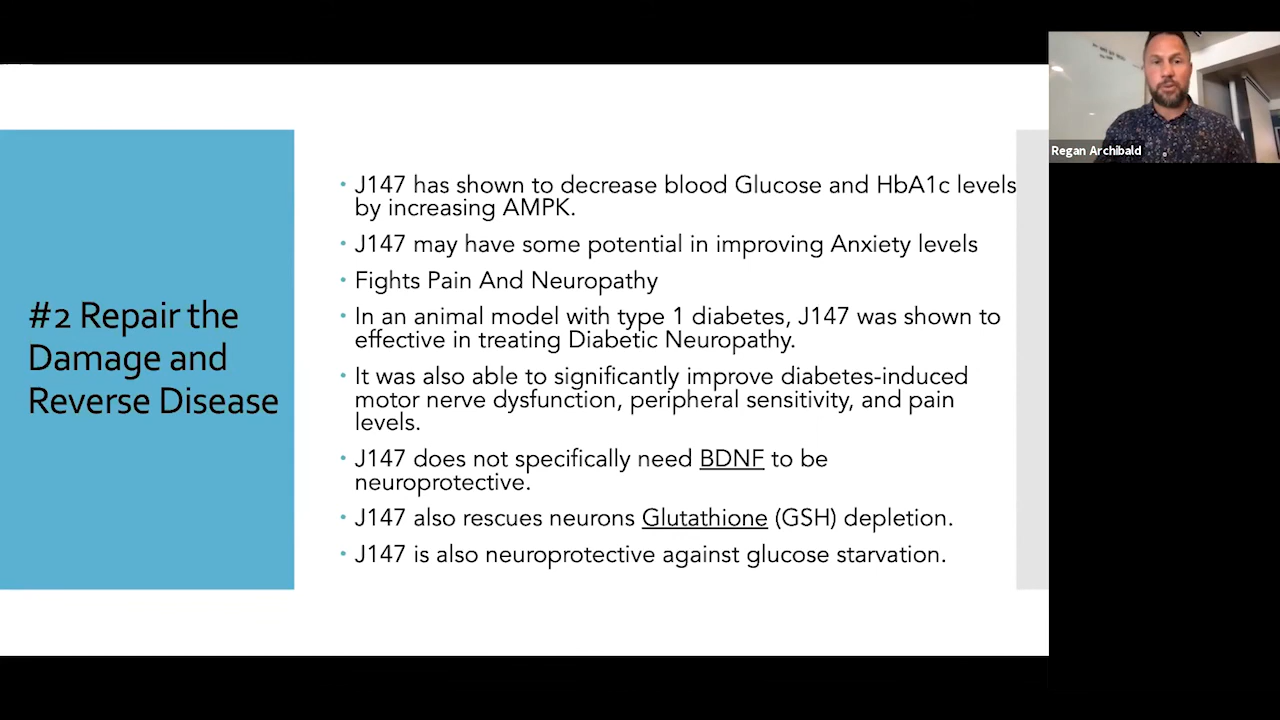 #2 Repair the
Damage and
Reverse Disease
• J147 has shown to decrease blood Glucose and HbA1c levels
by increasing AMPK.
• J147 may have some potential in improving Anxiety levels
• Fights Pain And Neuropathy
• In an animal model with type 1 diabetes, J147 was shown to
effective in treating Diabetic Neuropathy.
• It was also able to significantly improve diabetes-induced
motor nerve dysfunction, peripheral sensitivity, and pain
levels.
• J147 does not specifically need BDNF to be
neuroprotective.
• J147 also rescues neurons Glutathione (GSH) depletion.
• J147 is also neuroprotective against glucose starvation.
Regan Archibald